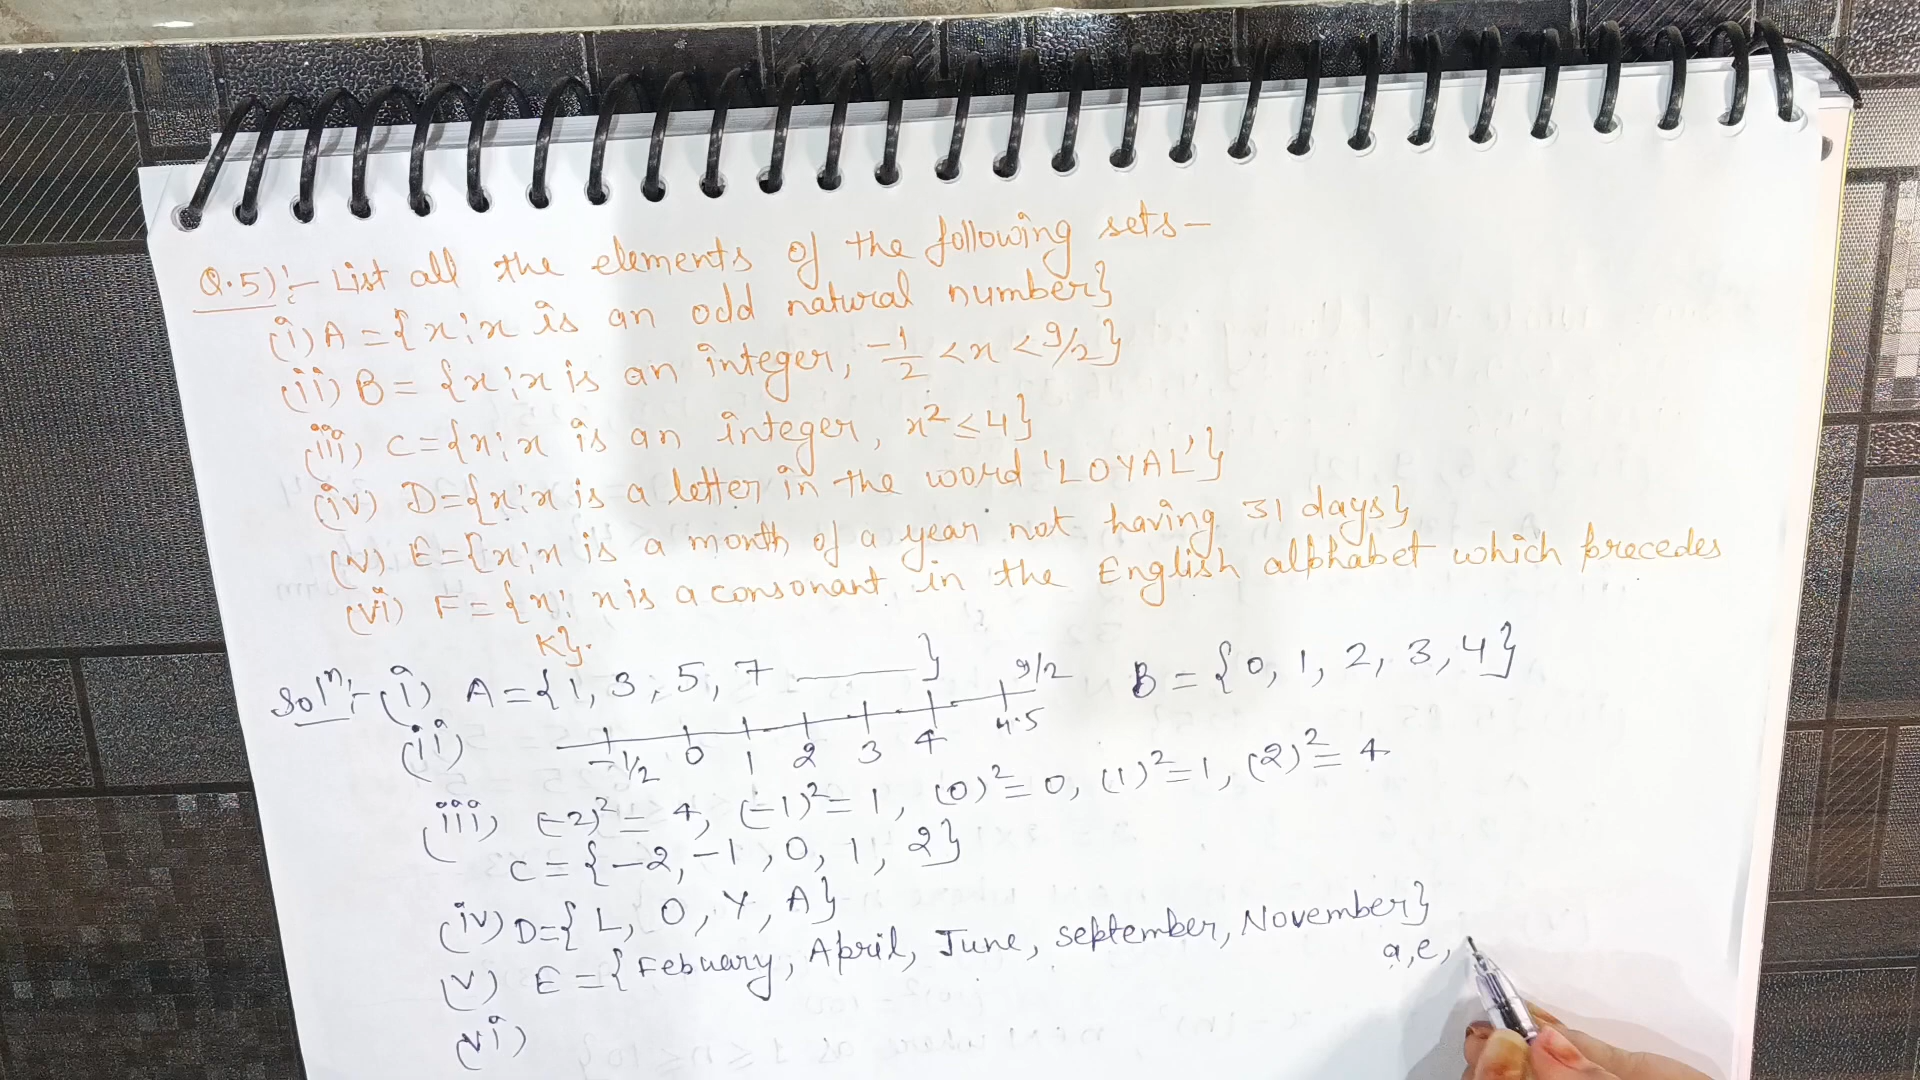 Q.5):- List all the elements of the following sets-
(i) A = {x:x is an odd natural number}
(ii) B = {x:x is an integer, -1/2 < x < 9/2}
(iii) C = {x:x is an integer, x² ≤ 4}
(iv) D = {x:x is a letter in the word 'LOYAL'}
(v) E = {x:x is a month of a year not having 31 days}
(vi) F = {x: x is a consonant in the English alphabet which precedes
K}.
Solⁿ:- (i) A = {1, 3, 5, 7 ——— }
(ii) -1/2 0 1 2 3 4 4.5 9/2 B = {0, 1, 2, 3, 4}
(iii) (-2)² = 4, (-1)² = 1, (0)² = 0, (1)² = 1, (2)² = 4
C = {-2, -1, 0, 1, 2}
(iv) D = {L, O, Y, A}
(v) E = {Febuary, April, June, september, November}
a, e,
(vi)